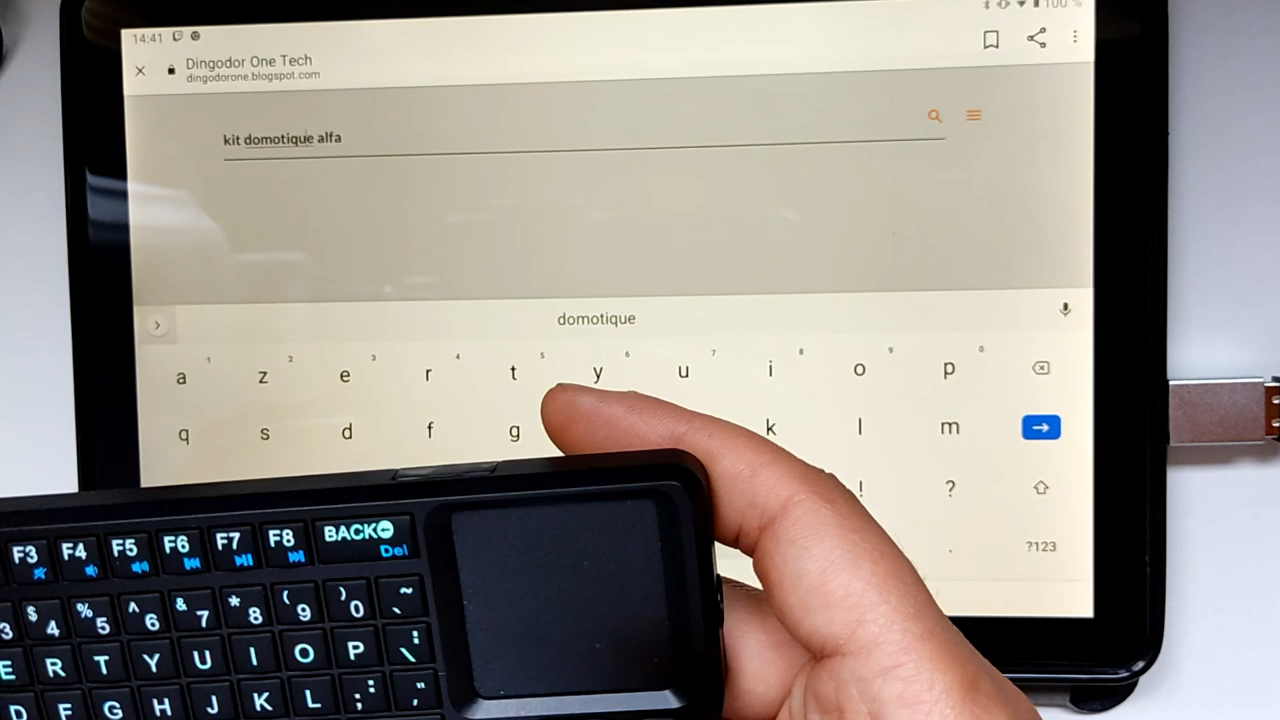 14:41 100 %
Dingodor One Tech
dingodorone.blogspot.com
kit domotique alfa
domotique
1 2 3 4 5 6 7 8 9 0
a z e r t y u i o p
q s d f g k l m
! ?
. ?123
F3 F4 F5 F6 F7 F8 BACK
Del
3 $ 4 % 5 ^ 6 & 7 * 8 ( 9 ) 0 ~ `
E R T Y U I O P : \
D F G H J K L ; : , "